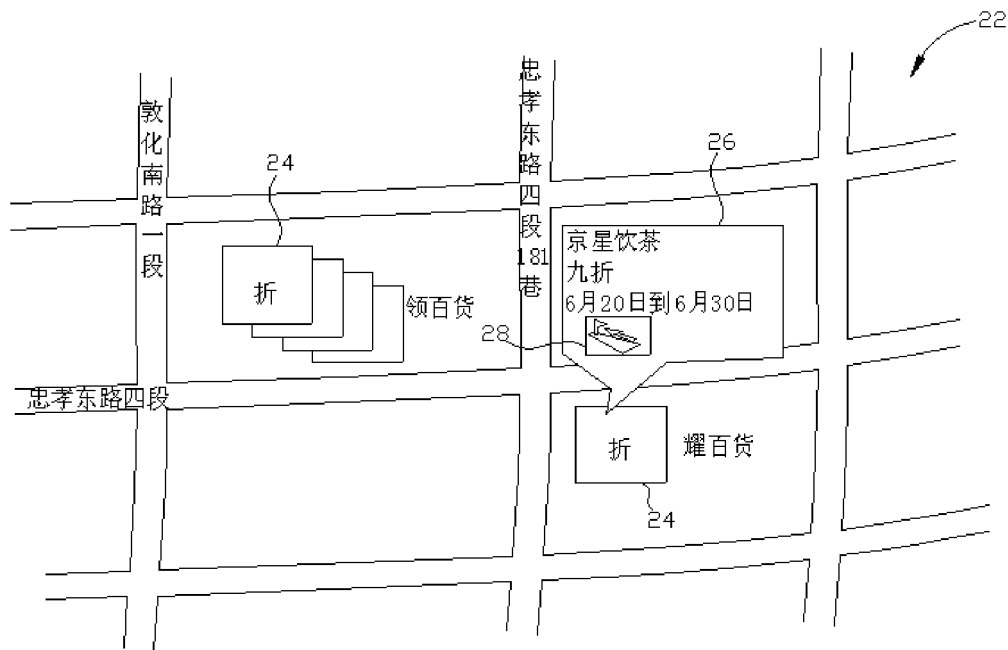 22
敦化南路一段
忠孝东路四段181巷
24
26
京星饮茶
九折
6月20日到6月30日
28
折
领百货
忠孝东路四段
折
耀百货
24